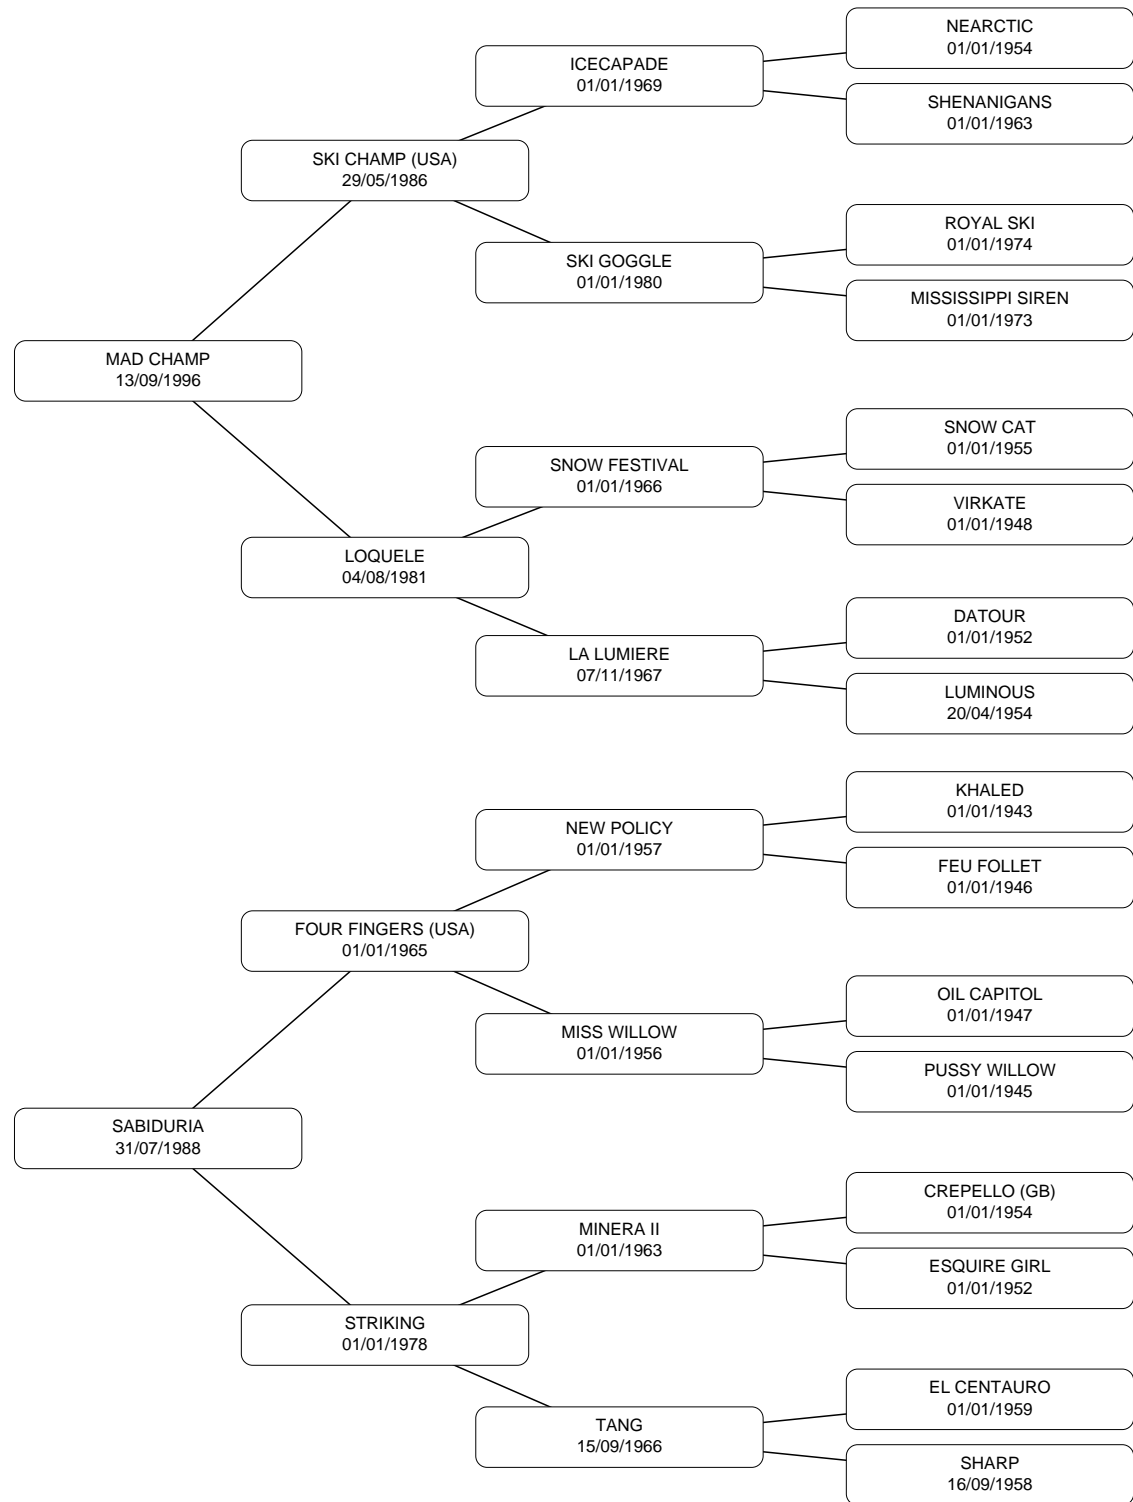 NEARCTIC
01/01/1954
ICECAPADE
01/01/1969
SHENANIGANS
01/01/1963
SKI CHAMP (USA)
29/05/1986
ROYAL SKI
01/01/1974
SKI GOGGLE
01/01/1980
MISSISSIPPI SIREN
01/01/1973
MAD CHAMP
13/09/1996
SNOW CAT
01/01/1955
SNOW FESTIVAL
01/01/1966
VIRKATE
01/01/1948
LOQUELE
04/08/1981
DATOUR
01/01/1952
LA LUMIERE
07/11/1967
LUMINOUS
20/04/1954
KHALED
01/01/1943
NEW POLICY
01/01/1957
FEU FOLLET
01/01/1946
FOUR FINGERS (USA)
01/01/1965
OIL CAPITOL
01/01/1947
MISS WILLOW
01/01/1956
PUSSY WILLOW
01/01/1945
SABIDURIA
31/07/1988
CREPELLO (GB)
01/01/1954
MINERA II
01/01/1963
ESQUIRE GIRL
01/01/1952
STRIKING
01/01/1978
EL CENTAURO
01/01/1959
TANG
15/09/1966
SHARP
16/09/1958